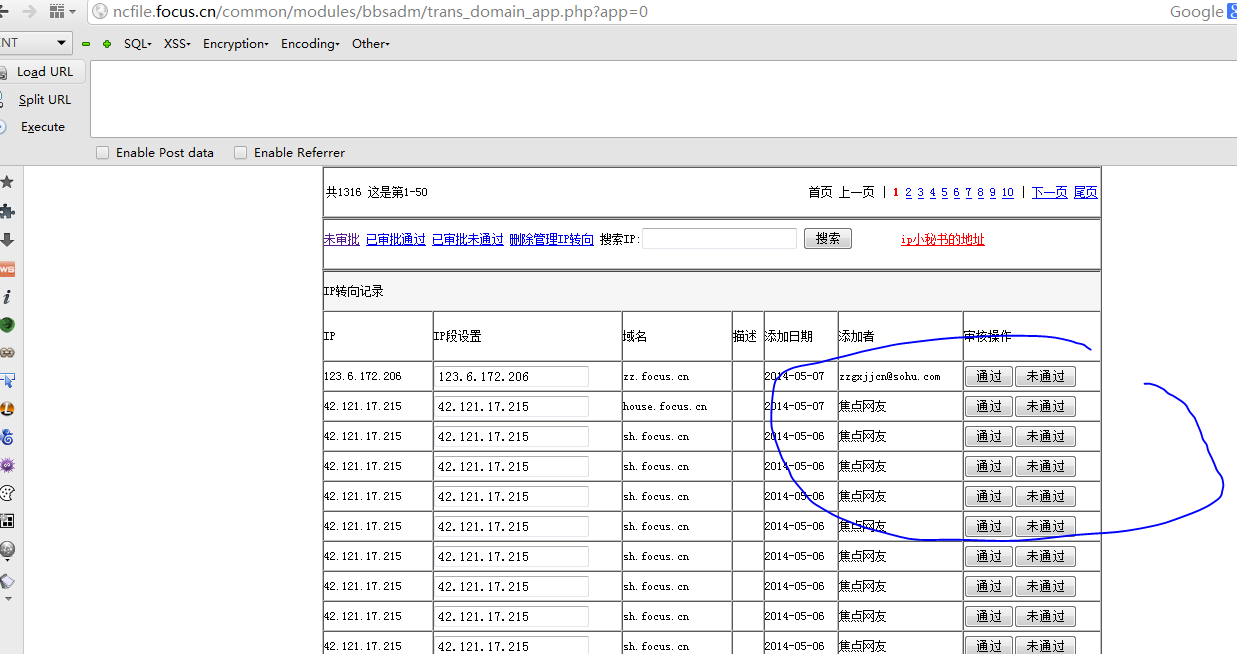 ncfile.focus.cn/common/modules/bbsadm/trans_domain_app.php?app=0 Google
NT SQL XSS Encryption Encoding Other
Load URL
Split URL
Execute
Enable Post data Enable Referrer
共1316 这是第1-50 首页 上一页 | 1 2 3 4 5 6 7 8 9 10 | 下一页 尾页
未审批 已审批通过 已审批未通过 删除管理IP转向 搜索IP: 搜索 ip小秘书的地址
IP转向记录
IP IP段设置 域名 描述 添加日期 添加者 审核操作
123.6.172.206 123.6.172.206 zz.focus.cn 2014-05-07 zzgxjjcn@sohu.com 通过 未通过
42.121.17.215 42.121.17.215 house.focus.cn 2014-05-07 焦点网友 通过 未通过
42.121.17.215 42.121.17.215 sh.focus.cn 2014-05-06 焦点网友 通过 未通过
42.121.17.215 42.121.17.215 sh.focus.cn 2014-05-06 焦点网友 通过 未通过
42.121.17.215 42.121.17.215 sh.focus.cn 2014-05-06 焦点网友 通过 未通过
42.121.17.215 42.121.17.215 sh.focus.cn 2014-05-06 焦点网友 通过 未通过
42.121.17.215 42.121.17.215 sh.focus.cn 2014-05-06 焦点网友 通过 未通过
42.121.17.215 42.121.17.215 sh.focus.cn 2014-05-06 焦点网友 通过 未通过
42.121.17.215 42.121.17.215 sh.focus.cn 2014-05-06 焦点网友 通过 未通过
42.121.17.215 42.121.17.215 sh.focus.cn 2014-05-06 焦点网友 通过 未通过